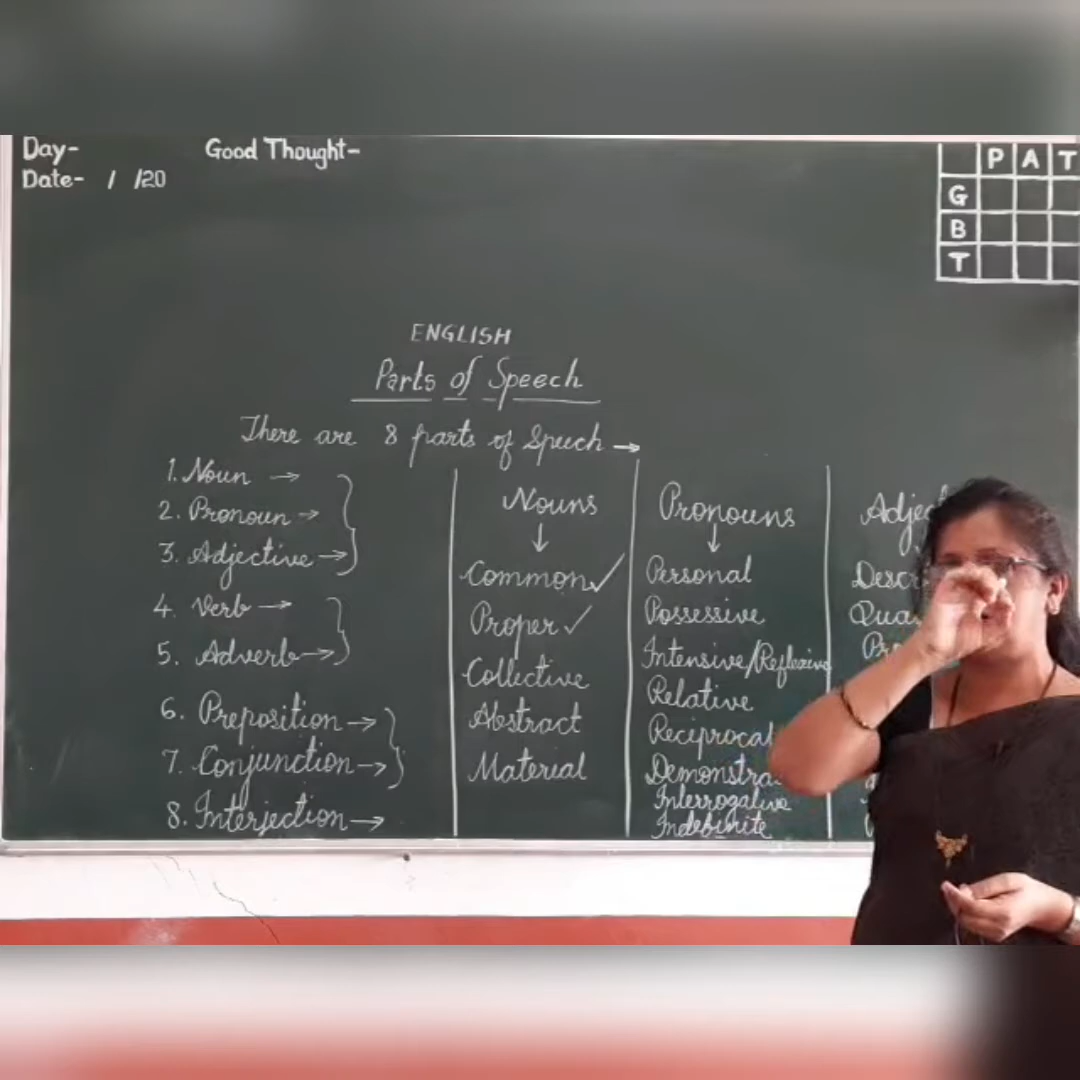 Day-
Date- / /20
Good Thought-
P A T
G
B
T
ENGLISH
Parts of Speech
There are 8 parts of Speech →
1. Noun →
2. Pronoun →
3. Adjective →
4. Verb →
5. Adverb →
6. Preposition →
7. Conjunction →
8. Interjection →
Nouns
↓
Common ✓
Proper ✓
Collective
Abstract
Material
Pronouns
↓
Personal
Possessive
Intensive/Reflexive
Relative
Reciprocal
Demonstra
Interrogative
Indefinite
Adjec
Descr
Qua